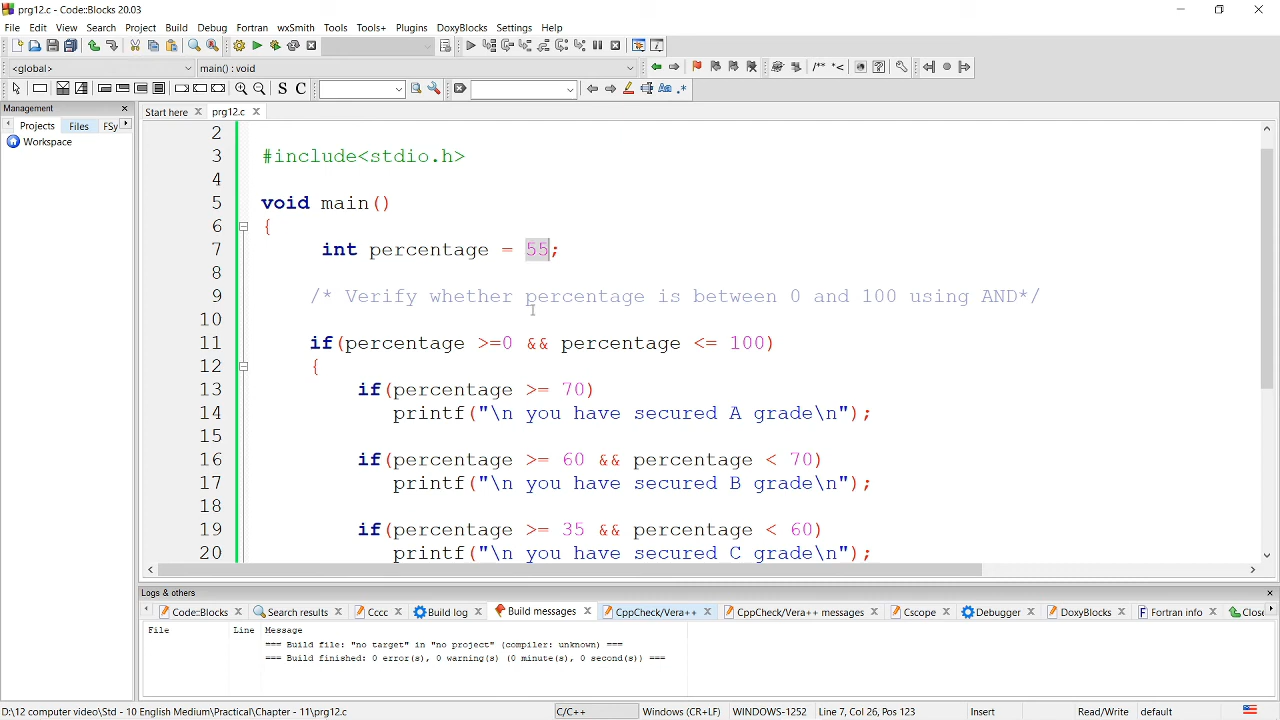 prg12.c - Code::Blocks 20.03
File Edit View Search Project Build Debug Fortran wxSmith Tools Tools+ Plugins DoxyBlocks Settings Help
<global> main() : void
/** *<
S C Aa .*
Management
Projects Files FSy
Workspace
Start here prg12.c
2
3 #include<stdio.h>
4
5 void main()
6 {
7 int percentage = 55;
8
9 /* Verify whether percentage is between 0 and 100 using AND*/
10
11 if(percentage >=0 && percentage <= 100)
12 {
13 if(percentage >= 70)
14 printf("\n you have secured A grade\n");
15
16 if(percentage >= 60 && percentage < 70)
17 printf("\n you have secured B grade\n");
18
19 if(percentage >= 35 && percentage < 60)
20 printf("\n you have secured C grade\n");
Logs & others
Code::Blocks Search results Cccc Build log Build messages CppCheck/Vera++ CppCheck/Vera++ messages Cscope Debugger DoxyBlocks Fortran info Close
File Line Message
=== Build file: "no target" in "no project" (compiler: unknown) ===
=== Build finished: 0 error(s), 0 warning(s) (0 minute(s), 0 second(s)) ===
D:\12 computer video\Std - 10 English Medium\Practical\Chapter - 11\prg12.c C/C++ Windows (CR+LF) WINDOWS-1252 Line 7, Col 26, Pos 123 Insert Read/Write default